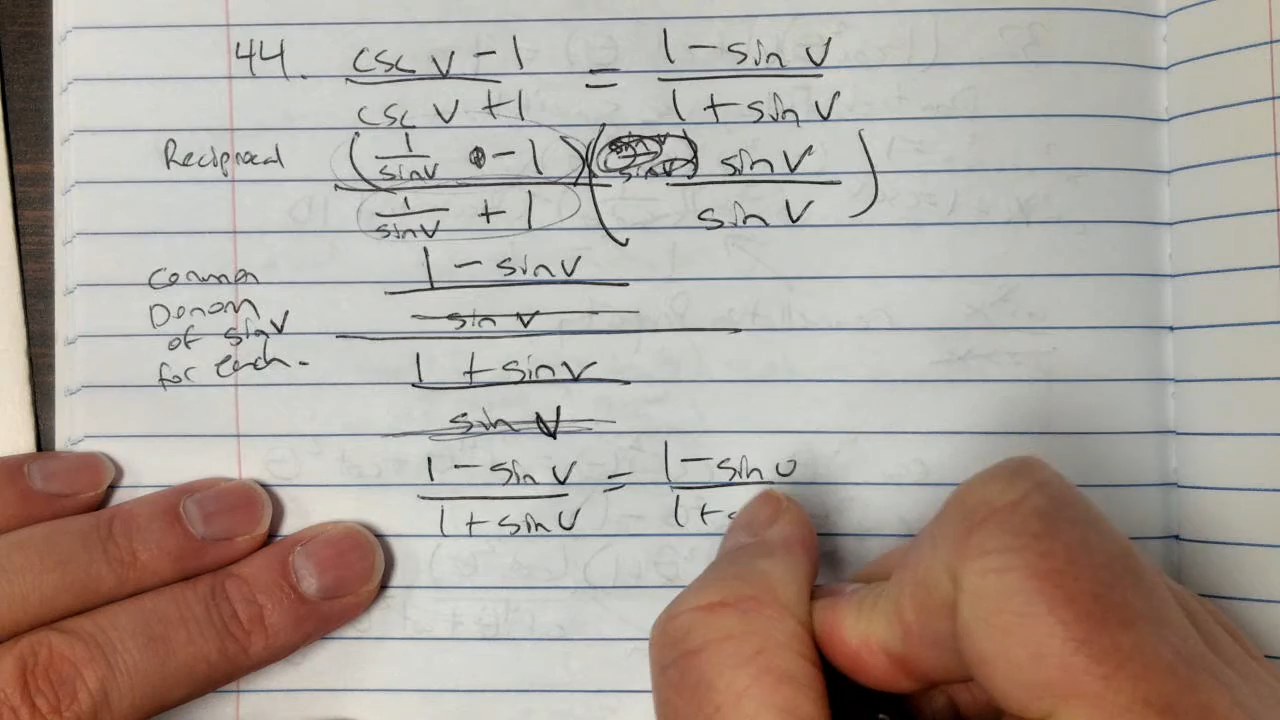 44. csc v - 1 / csc v + 1 = 1 - sin v / 1 + sin v
Reciprocal (1/sin v - 1 / 1/sin v + 1) (sin v / sin v)
Common
Denom
of sin v
for each.
1 - sin v
sin v
1 + sin v
sin v
1 - sin v / 1 + sin v = 1 - sin v / 1 +